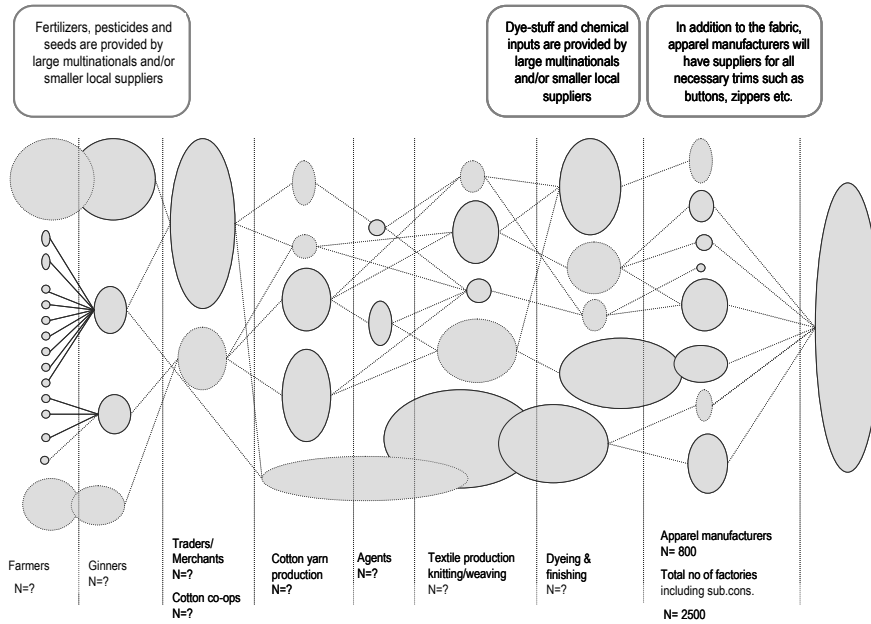 Fertilizers, pesticides and
seeds are provided by
large multinationals and/or
smaller local suppliers
Dye-stuff and chemical
inputs are provided by
large multinationals
and/or smaller local
suppliers
In addition to the fabric,
apparel manufacturers will
have suppliers for all
necessary trims such as
buttons, zippers etc.
Farmers
N=?
Ginners
N=?
Traders/
Merchants
N=?
Cotton co-ops
N=?
Cotton yarn
production
N=?
Agents
N=?
Textile production
knitting/weaving)
N=?
Dyeing &
finishing
N=?
Apparel manufacturers
N= 800
Total no of factories
including sub.cons.
N= 2500